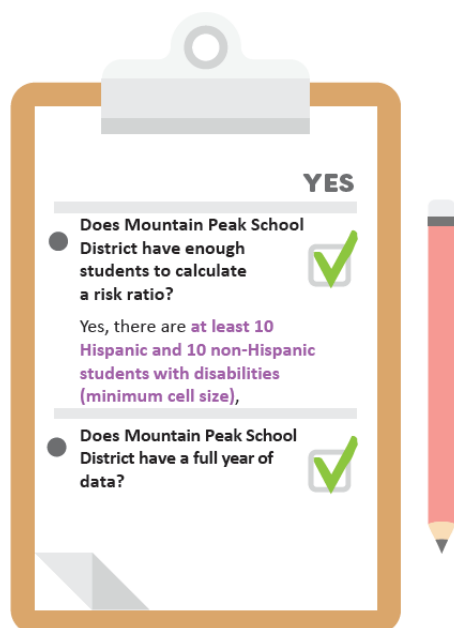 YES
Does Mountain Peak School
District have enough
students to calculate
a risk ratio?
Yes, there are at least 10
Hispanic and 10 non-Hispanic
students with disabilities
(minimum cell size),
Does Mountain Peak School
District have a full year of
data?